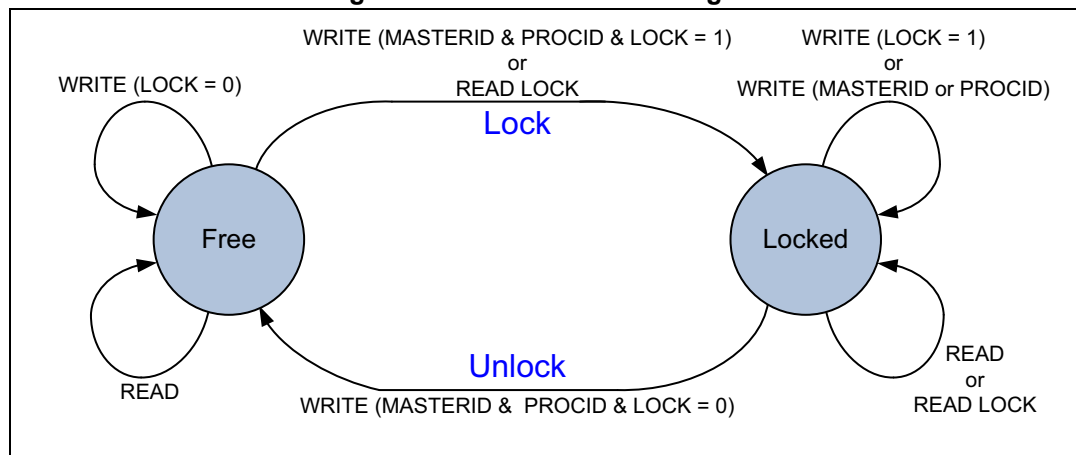 WRITE (MASTERID & PROCID & LOCK = 1)
or
READ LOCK
Lock
WRITE (LOCK = 1)
or
WRITE (MASTERID or PROCID)
WRITE (LOCK = 0)
Free
Locked
READ
Unlock
WRITE (MASTERID & PROCID & LOCK = 0)
READ
or
READ LOCK